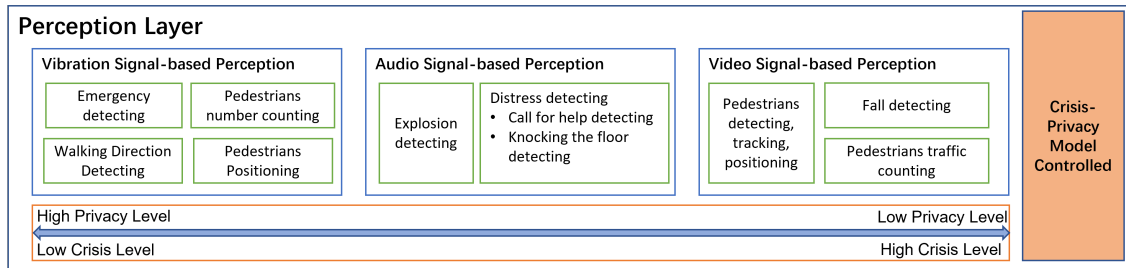 Perception Layer
Vibration Signal-based Perception
Emergency
detecting
Pedestrians
number counting
Walking Direction
Detecting
Pedestrians
Positioning
Audio Signal-based Perception
Explosion
detecting
Distress detecting
• Call for help detecting
• Knocking the floor
detecting
Video Signal-based Perception
Pedestrians
detecting,
tracking,
positioning
Fall detecting
Pedestrians traffic
counting
High Privacy Level
Low Privacy Level
Low Crisis Level
High Crisis Level
Crisis-
Privacy
Model
Controlled